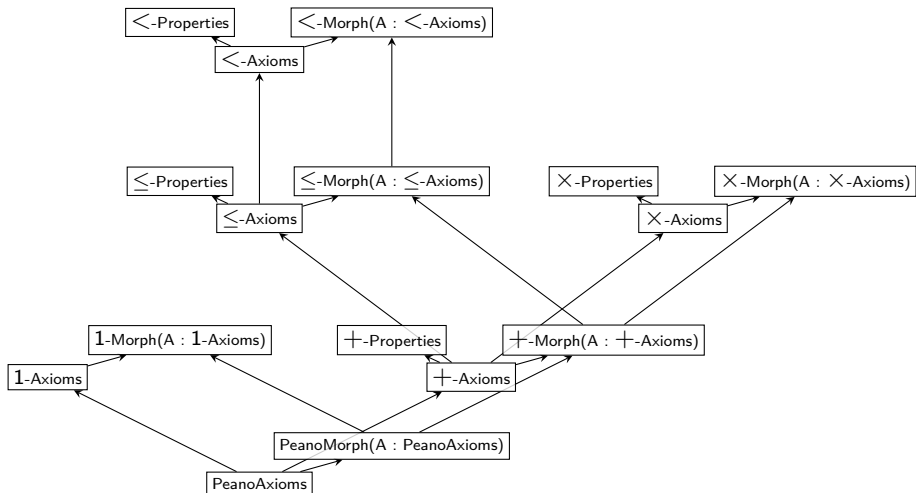 <-Properties
<-Morph(A : <-Axioms)
<-Axioms
≤-Properties
≤-Morph(A : ≤-Axioms)
×-Properties
×-Morph(A : ×-Axioms)
≤-Axioms
×-Axioms
1-Morph(A : 1-Axioms)
+-Properties
+-Morph(A : +-Axioms)
1-Axioms
+-Axioms
PeanoMorph(A : PeanoAxioms)
PeanoAxioms